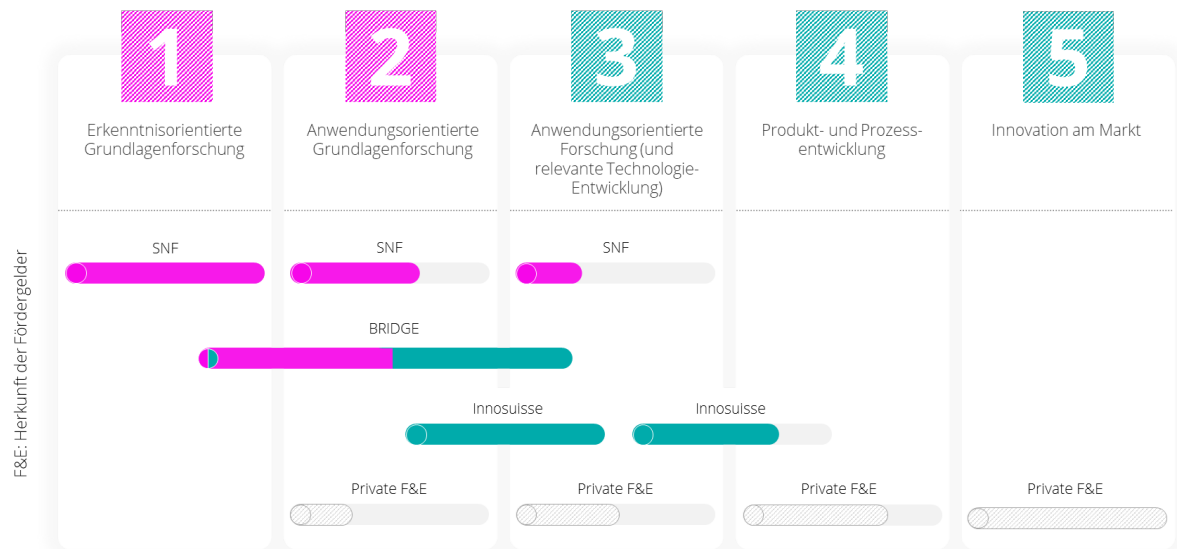 1
2
3
4
5
Erkenntnisorientierte
Grundlagenforschung
Anwendungsorientierte
Grundlagenforschung
Anwendungsorientierte
Forschung (und
relevante Technologie-
Entwicklung)
Produkt- und Prozess-
entwicklung
Innovation am Markt
F&E: Herkunft der Fördergelder
SNF
SNF
SNF
BRIDGE
Innosuisse
Innosuisse
Private F&E
Private F&E
Private F&E
Private F&E